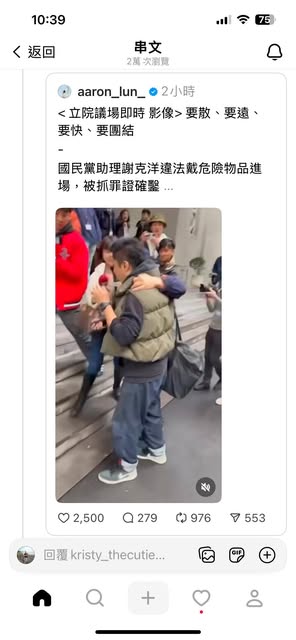 10:39
75
返回
串文
2萬 次瀏覽
aaron_lun_ 2小時
<立院議場即時 影像> 要散、要遠、
要快、要團結
-
國民黨助理謝克洋違法戴危險物品進
場，被抓罪證確鑿 ...
2,500 279 976 553
回覆 kristy_thecutie...
GIF